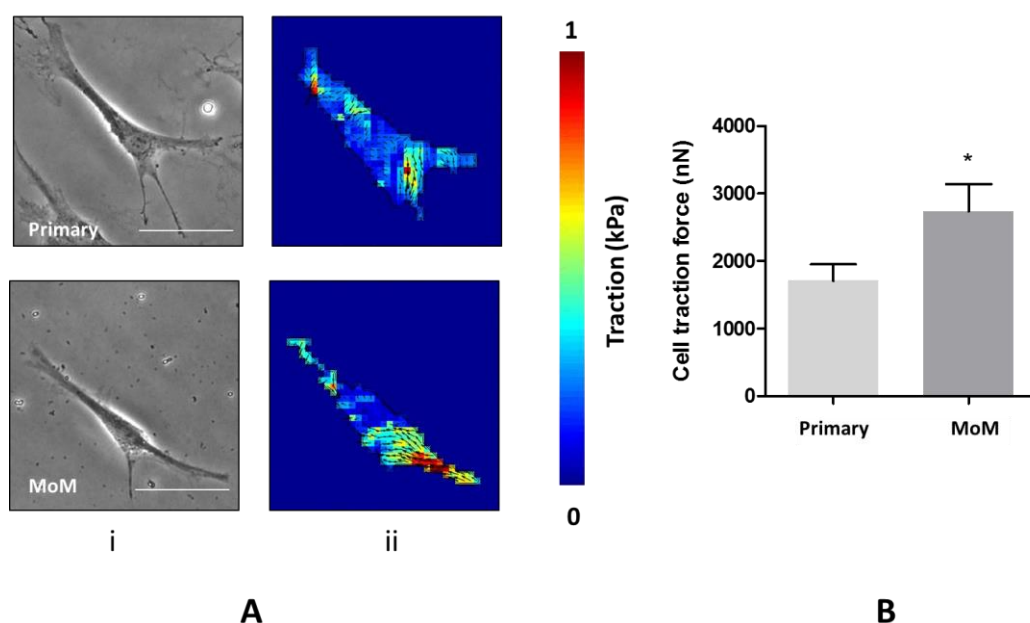 Primary
MoM
i
ii
A
1
Traction (kPa)
0
Cell traction force (nN)
4000
3000
2000
1000
0
*
Primary
MoM
B